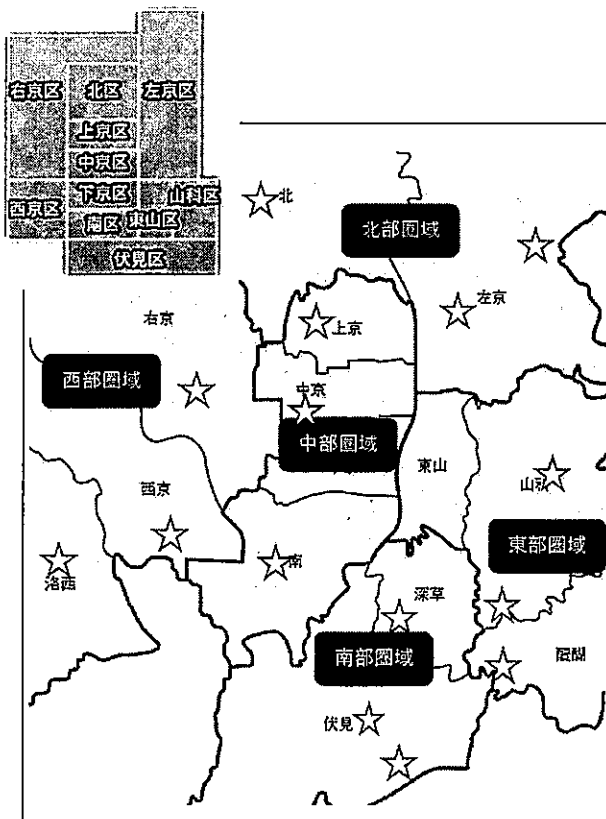 右京区
北区
左京区
上京区
中京区
下京区
山科区
西京区
南区
東山区
伏見区
北
北部圏域
左京
右京
上京
西部圏域
中京
中部圏域
東山
西京
山科
東部圏域
洛西
南
深草
南部圏域
醍醐
伏見